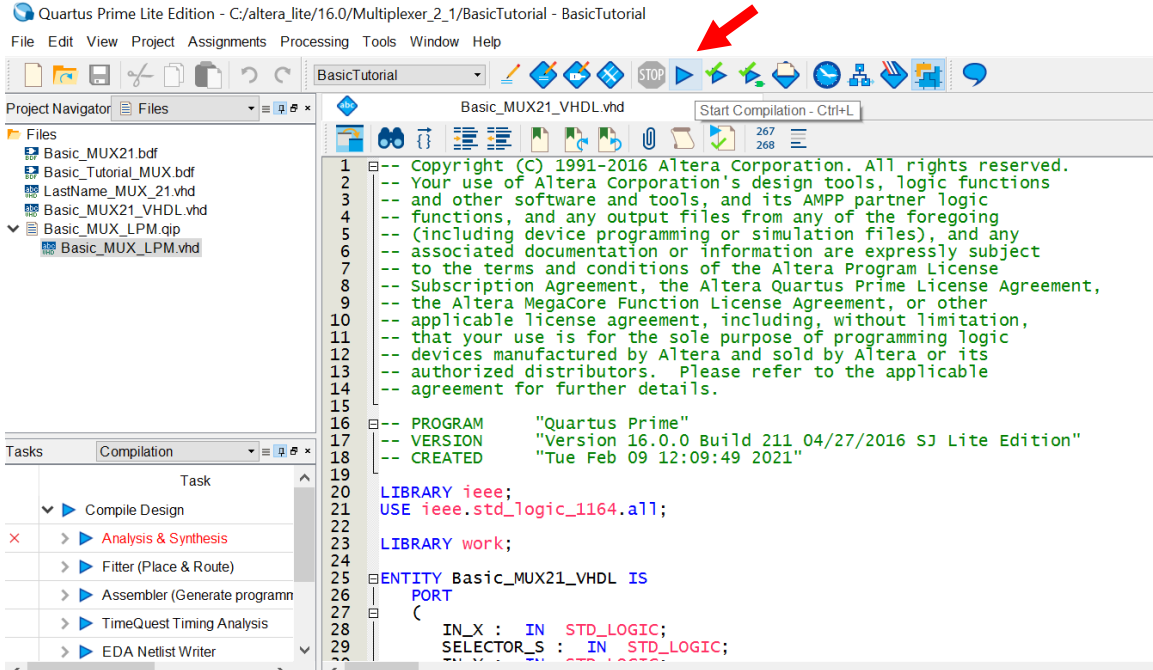 Quartus Prime Lite Edition - C:/altera_lite/16.0/Multiplexer_2_1/BasicTutorial - BasicTutorial
File Edit View Project Assignments Processing Tools Window Help
BasicTutorial
STOP
Start Compilation - Ctrl+L
Project Navigator Files
Files
Basic_MUX21.bdf
Basic_Tutorial_MUX.bdf
LastName_MUX_21.vhd
Basic_MUX21_VHDL.vhd
Basic_MUX_LPM.qip
Basic_MUX_LPM.vhd
Tasks Compilation
Task
Compile Design
Analysis & Synthesis
Fitter (Place & Route)
Assembler (Generate programm
TimeQuest Timing Analysis
EDA Netlist Writer
abc Basic_MUX21_VHDL.vhd
267
268
1 -- Copyright (C) 1991-2016 Altera Corporation. All rights reserved.
2 -- Your use of Altera Corporation's design tools, logic functions
3 -- and other software and tools, and its AMPP partner logic
4 -- functions, and any output files from any of the foregoing
5 -- (including device programming or simulation files), and any
6 -- associated documentation or information are expressly subject
7 -- to the terms and conditions of the Altera Program License
8 -- Subscription Agreement, the Altera Quartus Prime License Agreement,
9 -- the Altera MegaCore Function License Agreement, or other
10 -- applicable license agreement, including, without limitation,
11 -- that your use is for the sole purpose of programming logic
12 -- devices manufactured by Altera and sold by Altera or its
13 -- authorized distributors.  Please refer to the applicable
14 -- agreement for further details.
15
16 -- PROGRAM "Quartus Prime"
17 -- VERSION "Version 16.0.0 Build 211 04/27/2016 SJ Lite Edition"
18 -- CREATED "Tue Feb 09 12:09:49 2021"
19
20 LIBRARY ieee;
21 USE ieee.std_logic_1164.all;
22
23 LIBRARY work;
24
25 ENTITY Basic_MUX21_VHDL IS
26 PORT
27 (
28 IN_X : IN STD_LOGIC;
29 SELECTOR_S : IN STD_LOGIC;